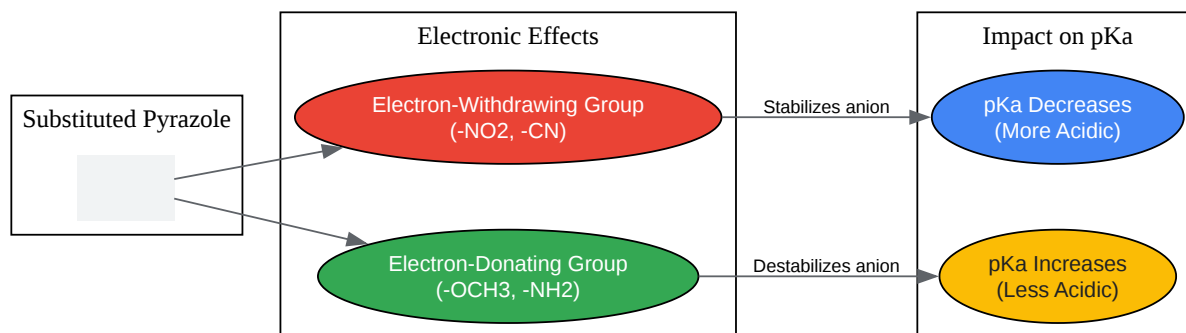 Substituted Pyrazole
Electronic Effects
Electron-Withdrawing Group
(-NO2, -CN)
Electron-Donating Group
(-OCH3, -NH2)
Stabilizes anion
Destabilizes anion
Impact on pKa
pKa Decreases
(More Acidic)
pKa Increases
(Less Acidic)